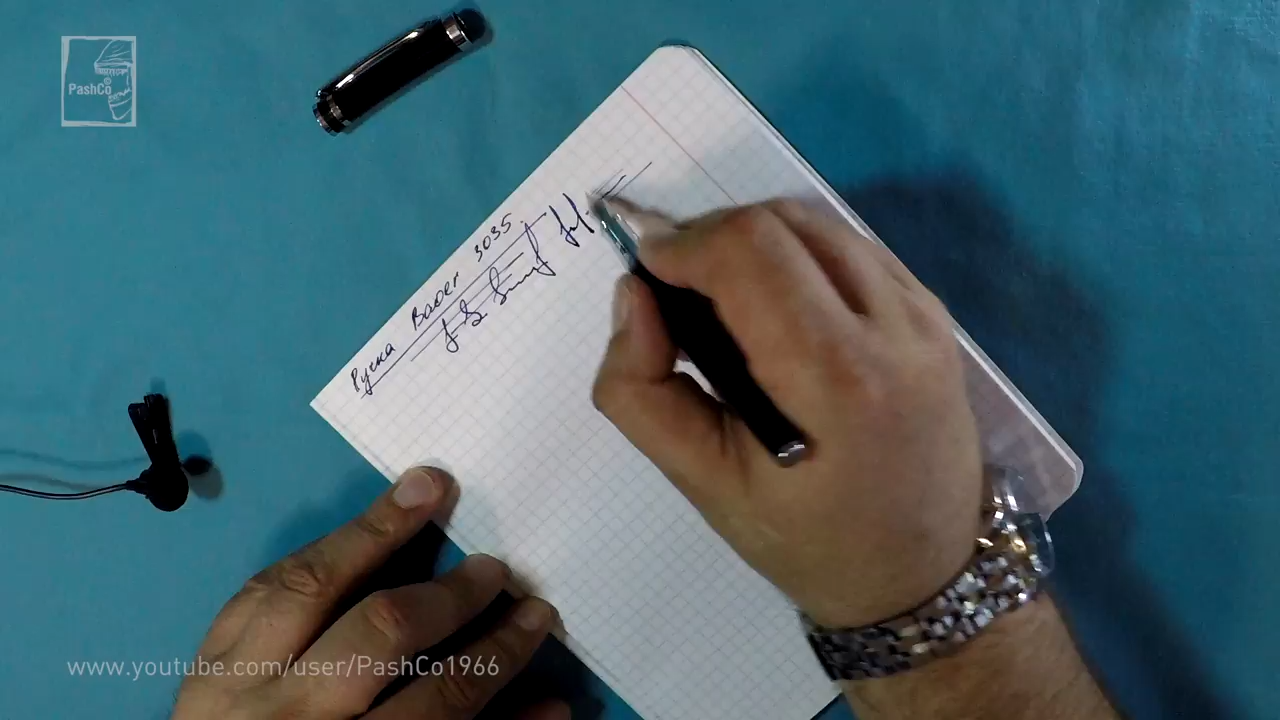 PashCo
Ручка Baoer 3035.
www.youtube.com/user/PashCo1966